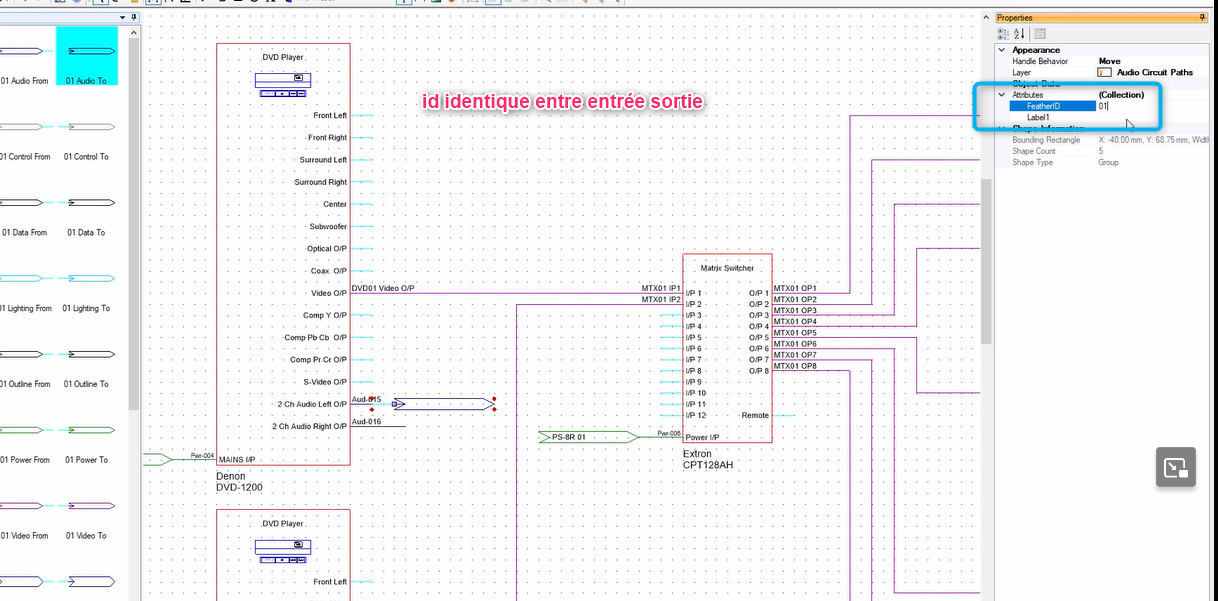 Properties
Appearance
Handle Behavior Move
Layer Audio Circuit Paths
Object Data
Attributes (Collection)
FeatherID 01
Label1
Shape Information
Bounding Rectangle X: -40.00 mm, Y: 68.75 mm, Width
Shape Count 5
Shape Type Group
01 Audio From
01 Audio To
01 Control From
01 Control To
01 Data From
01 Data To
01 Lighting From
01 Lighting To
01 Outline From
01 Outline To
01 Power From
01 Power To
01 Video From
01 Video To
id identique entre entrée sortie
DVD Player
Front Left
Front Right
Surround Left
Surround Right
Center
Subwoofer
Optical O/P
Coax. O/P
Video O/P
DVD01 Video O/P
Comp Y O/P
Comp Pb Cb O/P
Comp Pr Cr O/P
S-Video O/P
2 Ch Audio Left O/P
Aud-015
2 Ch Audio Right O/P
Aud-016
Pwr-004
MAINS I/P
Denon
DVD-1200
DVD Player
Front Left
Matrix Switcher
MTX01 IP1
MTX01 IP2
I/P 1
I/P 2
I/P 3
I/P 4
I/P 5
I/P 6
I/P 7
I/P 8
I/P 9
I/P 10
I/P 11
I/P 12
O/P 1
O/P 2
O/P 3
O/P 4
O/P 5
O/P 6
O/P 7
O/P 8
MTX01 OP1
MTX01 OP2
MTX01 OP3
MTX01 OP4
MTX01 OP5
MTX01 OP6
MTX01 OP7
MTX01 OP8
Remote
PS-8R 01
Pwr-006
Power I/P
Extron
CPT128AH